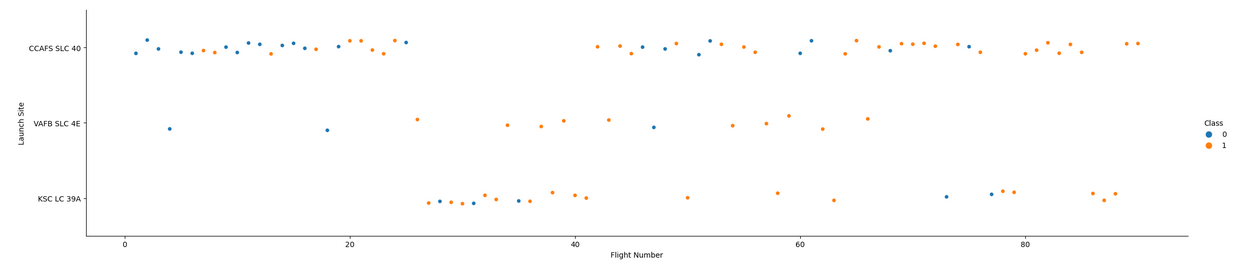 CCAFS SLC 40
VAFB SLC 4E
KSC LC 39A
Launch Site
0
20
40
60
80
Flight Number
Class
0
1